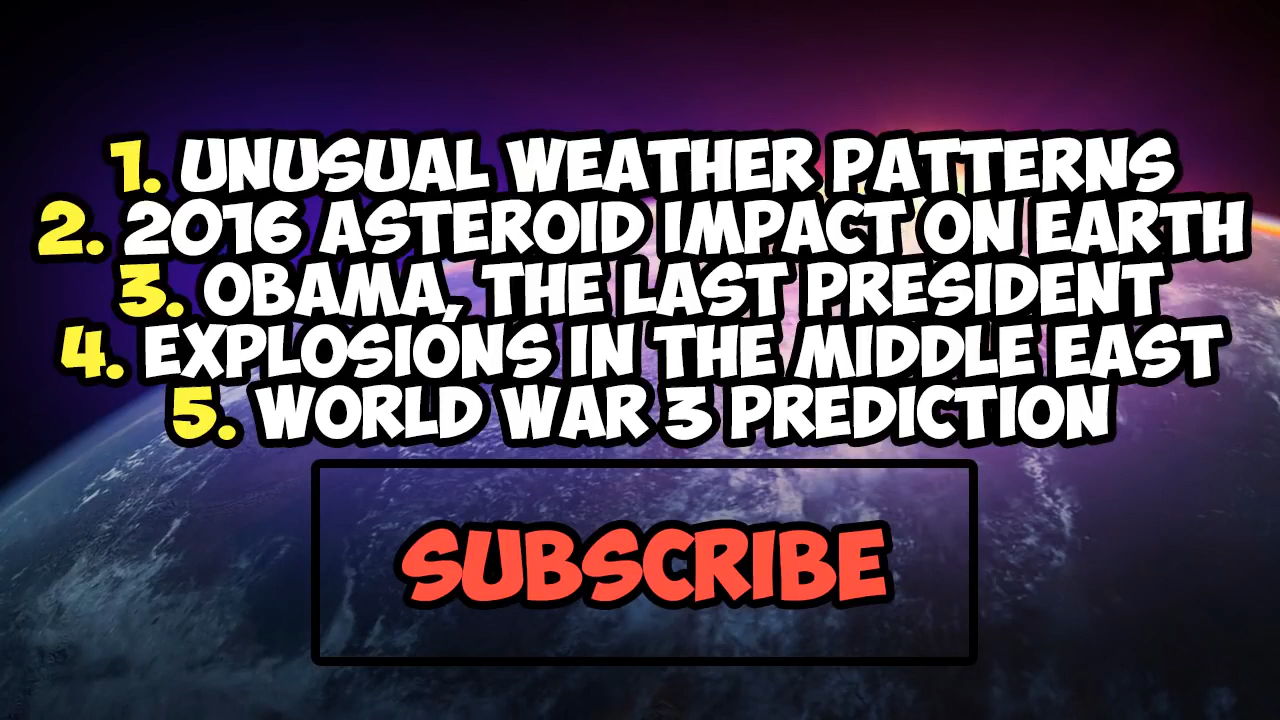 1. UNUSUAL WEATHER PATTERNS
2. 2016 ASTEROID IMPACT ON EARTH
3. OBAMA, THE LAST PRESIDENT
4. EXPLOSIONS IN THE MIDDLE EAST
5. WORLD WAR 3 PREDICTION
SUBSCRIBE